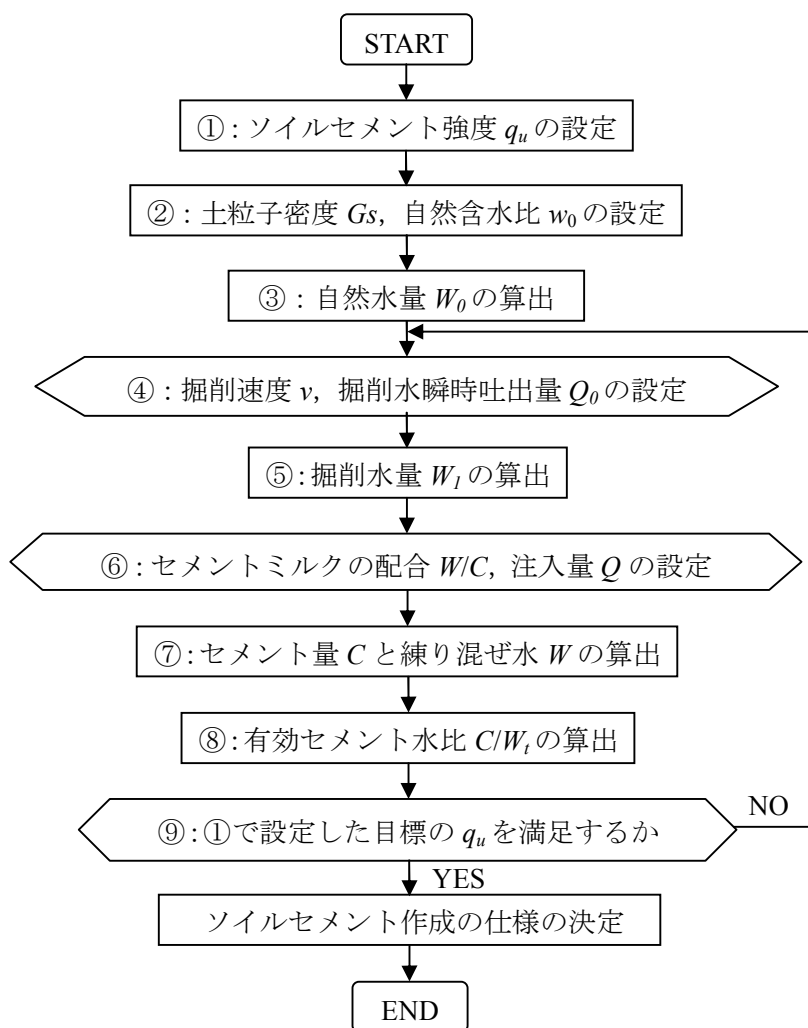 START
①：ソイルセメント強度 qu の設定
②：土粒子密度 Gs，自然含水比 w0 の設定
③：自然水量 W0 の算出
④：掘削速度 v，掘削水瞬時吐出量 Q0 の設定
⑤：掘削水量 W1 の算出
⑥：セメントミルクの配合 W/C，注入量 Q の設定
⑦：セメント量 C と練り混ぜ水 W の算出
⑧：有効セメント水比 C/Wt の算出
⑨：①で設定した目標の qu を満足するか
NO
YES
ソイルセメント作成の仕様の決定
END